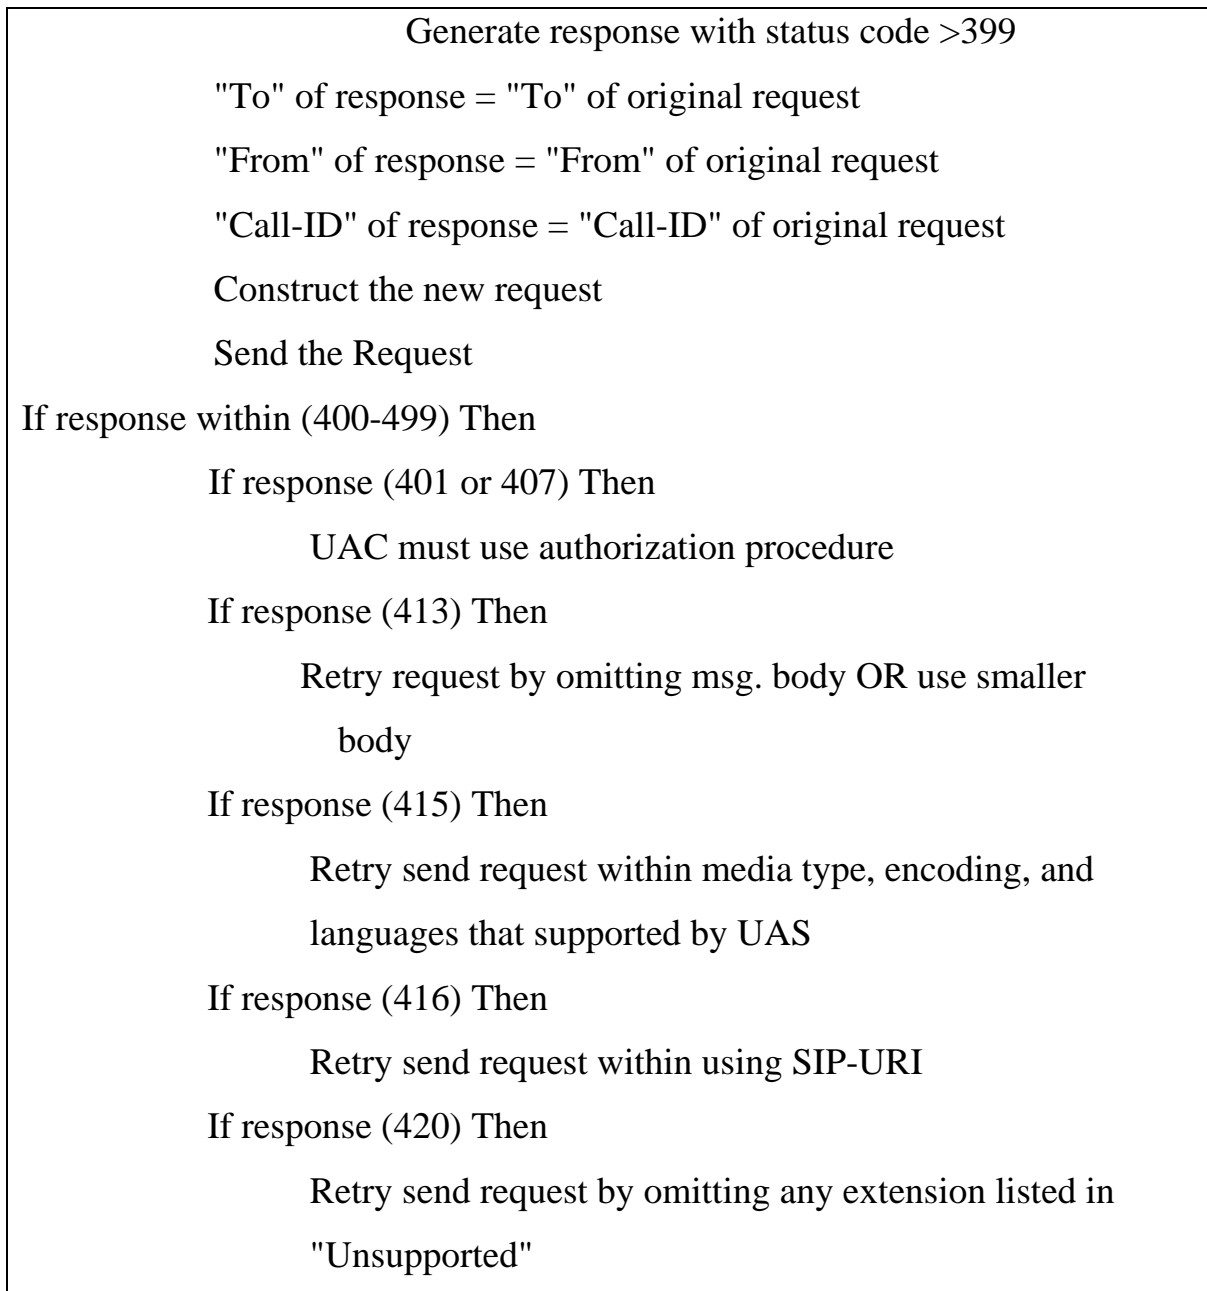 Generate response with status code >399
"To" of response = "To" of original request
"From" of response = "From" of original request
"Call-ID" of response = "Call-ID" of original request
Construct the new request
Send the Request
If response within (400-499) Then
If response (401 or 407) Then
UAC must use authorization procedure
If response (413) Then
Retry request by omitting msg. body OR use smaller
body
If response (415) Then
Retry send request within media type, encoding, and
languages that supported by UAS
If response (416) Then
Retry send request within using SIP-URI
If response (420) Then
Retry send request by omitting any extension listed in
"Unsupported"